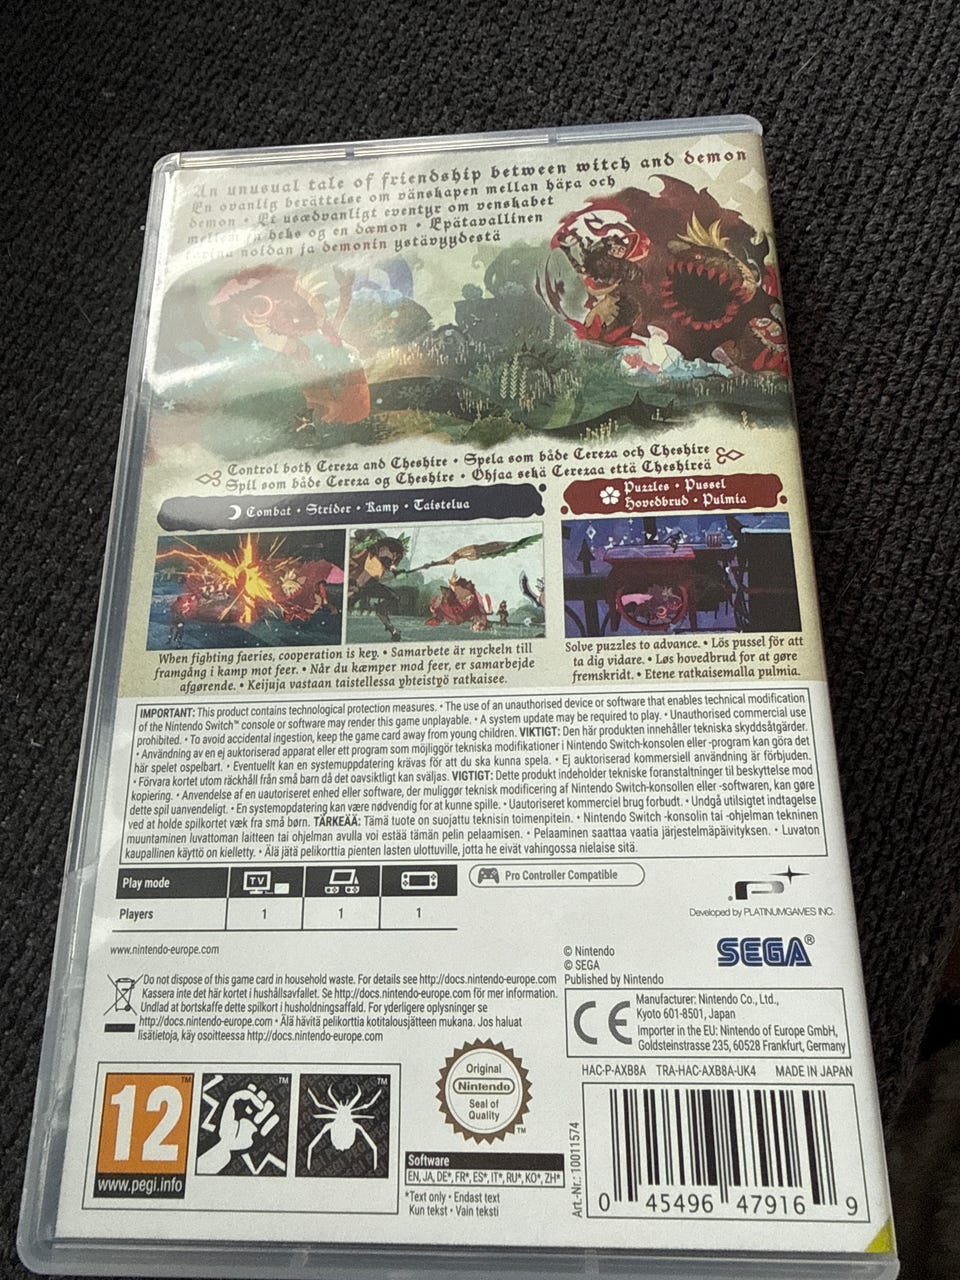 An unusual tale of friendship between witch and demon
En ovanlig berättelse om vänskapen mellan häxa och
demon • Et usædvanligt eventyr om venskabet
mellem en heks og en dæmon • Epätavallinen
tarina noidan ja demonin ystävyydestä
Control both Cereza and Cheshire • Spela som både Cereza och Cheshire
Spil som både Cereza og Cheshire • Ohjaa sekä Cerezaa että Cheshireä
Combat • Strider • Kamp • Taistelua
Puzzles • Pussel
Hovedbrud • Pulmia
When fighting faeries, cooperation is key. • Samarbete är nyckeln till
framgång i kamp mot feer. • Når du kæmper mod feer, er samarbejde
afgørende. • Keijuja vastaan taistellessa yhteistyö ratkaisee.
Solve puzzles to advance. • Lös pussel för att
ta dig vidare. • Løs hovedbrud for at gøre
fremskridt. • Etene ratkaisemalla pulmia.
IMPORTANT: This product contains technological protection measures. • The use of an unauthorised device or software that enables technical modification
of the Nintendo Switch™ console or software may render this game unplayable. • A system update may be required to play. • Unauthorised commercial use
prohibited. • To avoid accidental ingestion, keep the game card away from young children. VIKTIGT: Den här produkten innehåller tekniska skyddsåtgärder.
• Användning av en ej auktoriserad apparat eller ett program som möjliggör tekniska modifikationer i Nintendo Switch-konsolen eller -program kan göra det
här spelet ospelbart. • Eventuellt kan en systemuppdatering krävas för att du ska kunna spela. • Ej auktoriserad kommersiell användning är förbjuden.
• Förvara kortet utom räckhåll från små barn då det oavsiktligt kan sväljas. VIGTIGT: Dette produkt indeholder tekniske foranstaltninger til beskyttelse mod
kopiering. • Anvendelse af en uautoriseret enhed eller software, der muliggør teknisk modificering af Nintendo Switch-konsollen eller -softwaren, kan gøre
dette spil uanvendeligt. • En systemopdatering kan være nødvendig for at kunne spille. • Uautoriseret kommerciel brug forbudt. • Undgå utilsigtet indtagelse
ved at holde spilkortet væk fra små børn. TÄRKEÄÄ: Tämä tuote on suojattu teknisin toimenpitein. • Nintendo Switch -konsolin tai -ohjelman tekninen
muuntaminen luvattoman laitteen tai ohjelman avulla voi estää tämän pelin pelaamisen. • Pelaaminen saattaa vaatia järjestelmäpäivityksen. • Luvaton
kaupallinen käyttö on kielletty. • Älä jätä pelikorttia pienten lasten ulottuville, jotta he eivät vahingossa nielaise sitä.
Play mode TV
Players 1 1 1
Pro Controller Compatible
Developed by PLATINUMGAMES INC.
www.nintendo-europe.com
© Nintendo
© SEGA
Published by Nintendo
SEGA®
Do not dispose of this game card in household waste. For details see http://docs.nintendo-europe.com
Kassera inte det här kortet i hushållsavfallet. Se http://docs.nintendo-europe.com för mer information.
Undlad at bortskaffe dette spilkort i husholdningsaffald. For yderligere oplysninger se
http://docs.nintendo-europe.com • Älä hävitä pelikorttia kotitalousjätteen mukana. Jos haluat
lisätietoja, käy osoitteessa http://docs.nintendo-europe.com
CE
Manufacturer: Nintendo Co., Ltd.,
Kyoto 601-8501, Japan
Importer in the EU: Nintendo of Europe GmbH,
Goldsteinstrasse 235, 60528 Frankfurt, Germany
HAC-P-AXB8A TRA-HAC-AXB8A-UK4 MADE IN JAPAN
12™
www.pegi.info
TM
TM
Original
Nintendo
Seal of
Quality
TM
Software
EN, JA, DE*, FR*, ES*, IT*, RU*, KO*, ZH*
*Text only • Endast text
Kun tekst • Vain teksti
Art.-Nr.: 10011574
0 45496 47916 9